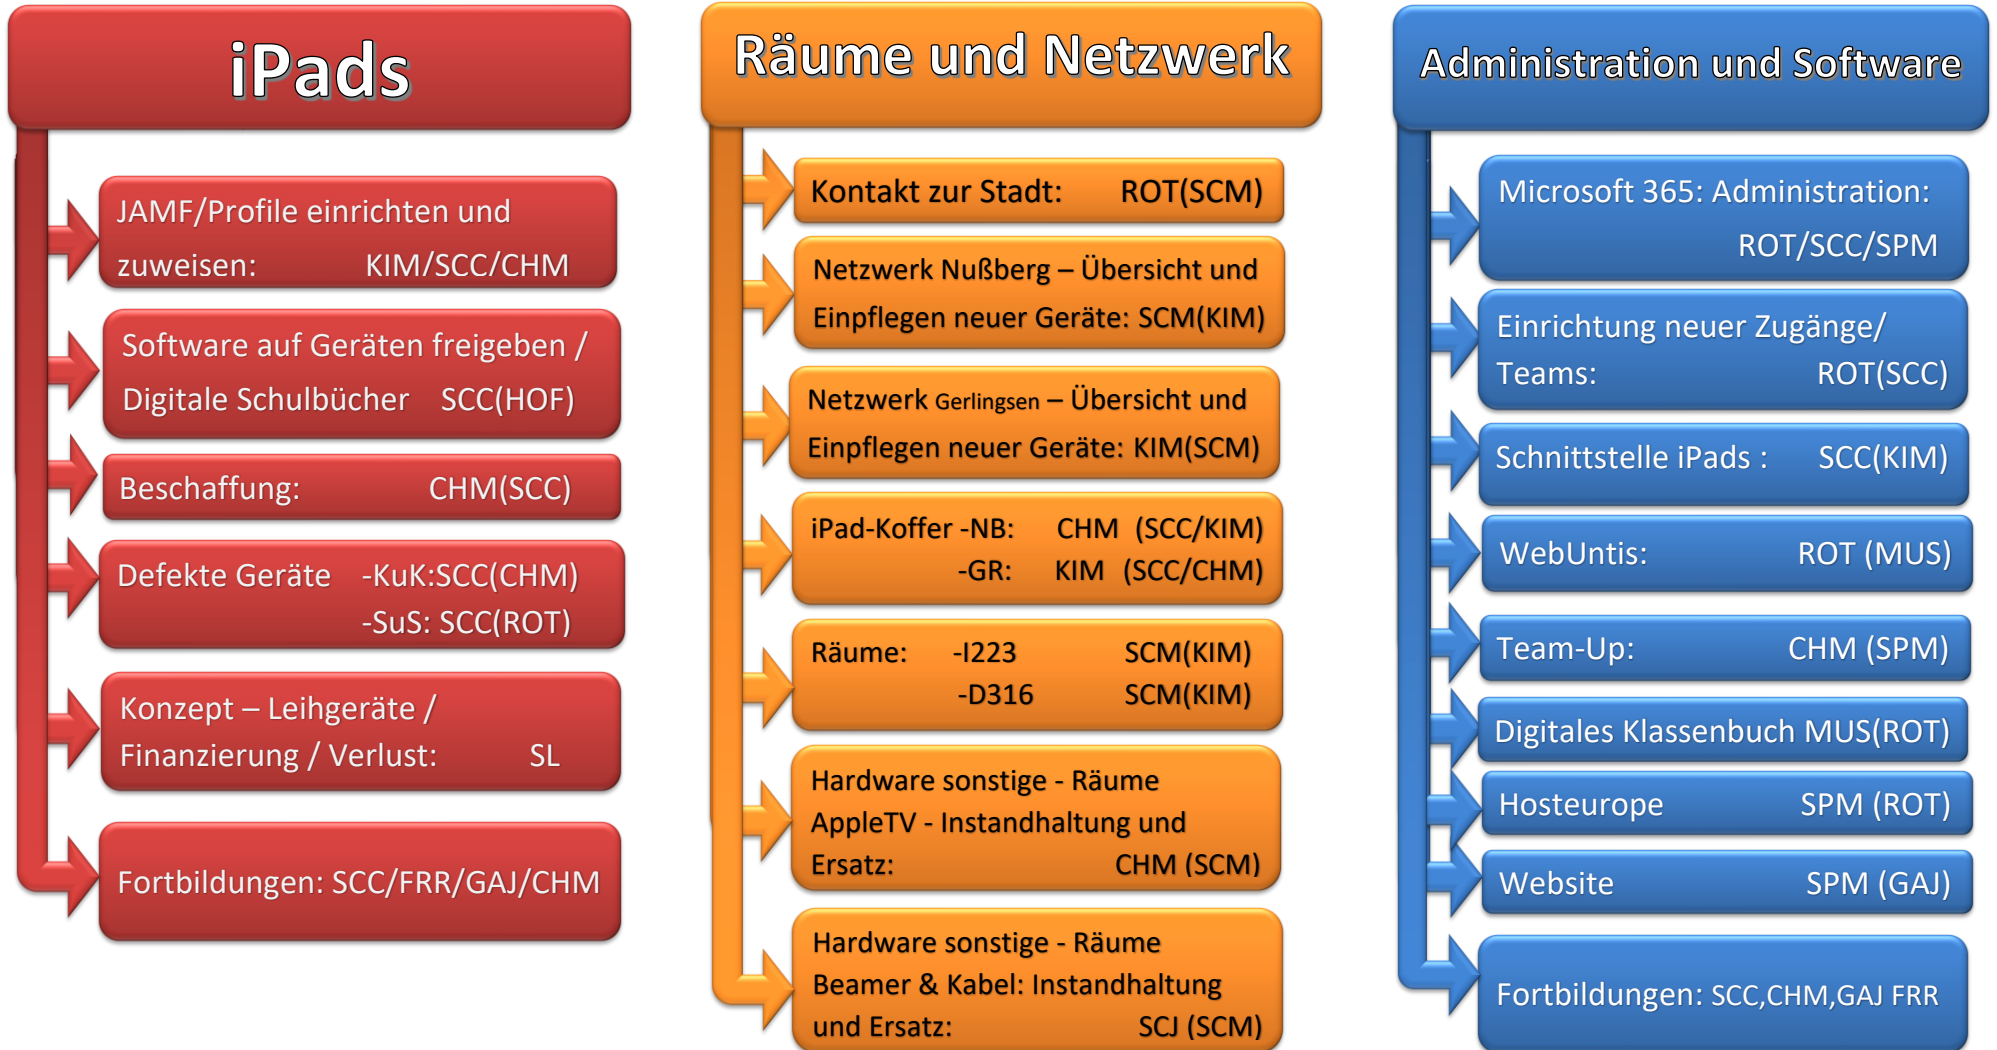 iPads
JAMF/Profile einrichten und
zuweisen: KIM/SCC/CHM
Software auf Geräten freigeben /
Digitale Schulbücher SCC(HOF)
Beschaffung: CHM(SCC)
Defekte Geräte -KuK:SCC(CHM)
-SuS: SCC(ROT)
Konzept – Leihgeräte /
Finanzierung / Verlust: SL
Fortbildungen: SCC/FRR/GAJ/CHM
Räume und Netzwerk
Kontakt zur Stadt: ROT(SCM)
Netzwerk Nußberg – Übersicht und
Einpflegen neuer Geräte: SCM(KIM)
Netzwerk Gerlingsen – Übersicht und
Einpflegen neuer Geräte: KIM(SCM)
iPad-Koffer -NB: CHM (SCC/KIM)
-GR: KIM (SCC/CHM)
Räume: -I223 SCM(KIM)
-D316 SCM(KIM)
Hardware sonstige - Räume
AppleTV - Instandhaltung und
Ersatz: CHM (SCM)
Hardware sonstige - Räume
Beamer & Kabel: Instandhaltung
und Ersatz: SCJ (SCM)
Administration und Software
Microsoft 365: Administration:
ROT/SCC/SPM
Einrichtung neuer Zugänge/
Teams: ROT(SCC)
Schnittstelle iPads : SCC(KIM)
WebUntis: ROT (MUS)
Team-Up: CHM (SPM)
Digitales Klassenbuch MUS(ROT)
Hosteurope SPM (ROT)
Website SPM (GAJ)
Fortbildungen: SCC,CHM,GAJ FRR